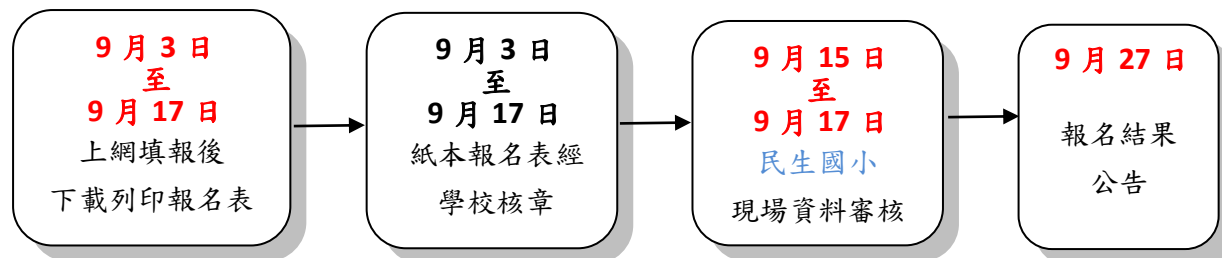 9 月 3 日
至
9 月 17 日
上網填報後
下載列印報名表
9 月 3 日
至
9 月 17 日
紙本報名表經
學校核章
9 月 15 日
至
9 月 17 日
民生國小
現場資料審核
9 月 27 日
報名結果
公告